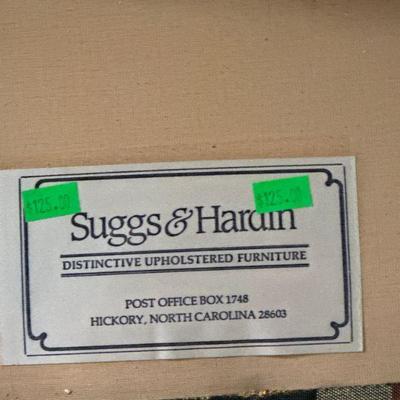 $125.00
$125.00
Suggs & Hardin
DISTINCTIVE UPHOLSTERED FURNITURE
POST OFFICE BOX 1748
HICKORY, NORTH CAROLINA 28603